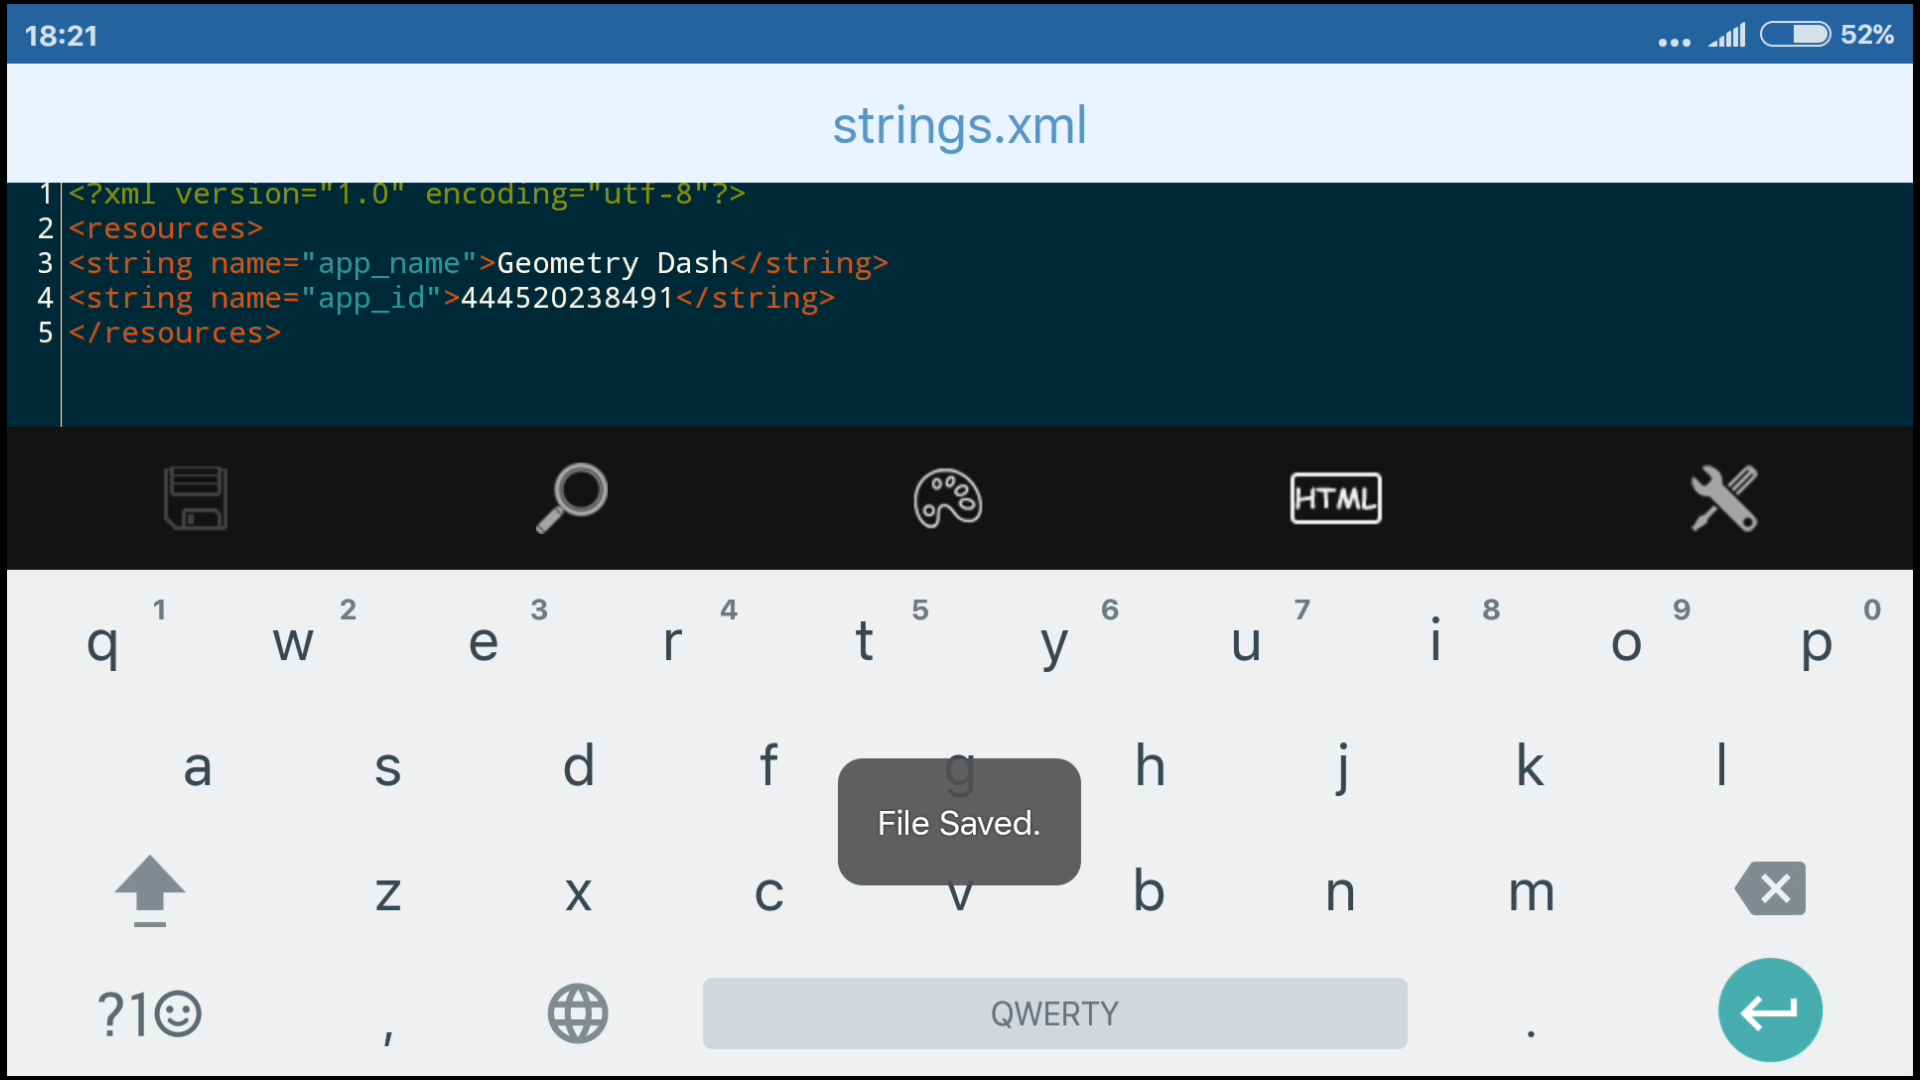 18:21
... 52%
strings.xml
1 <?xml version="1.0" encoding="utf-8"?>
2 <resources>
3 <string name="app_name">Geometry Dash</string>
4 <string name="app_id">444520238491</string>
5 </resources>
HTML
1 2 3 4 5 6 7 8 9 0
q w e r t y u i o p
a s d f g h j k l
File Saved.
z x c v b n m
?1☺ , QWERTY .